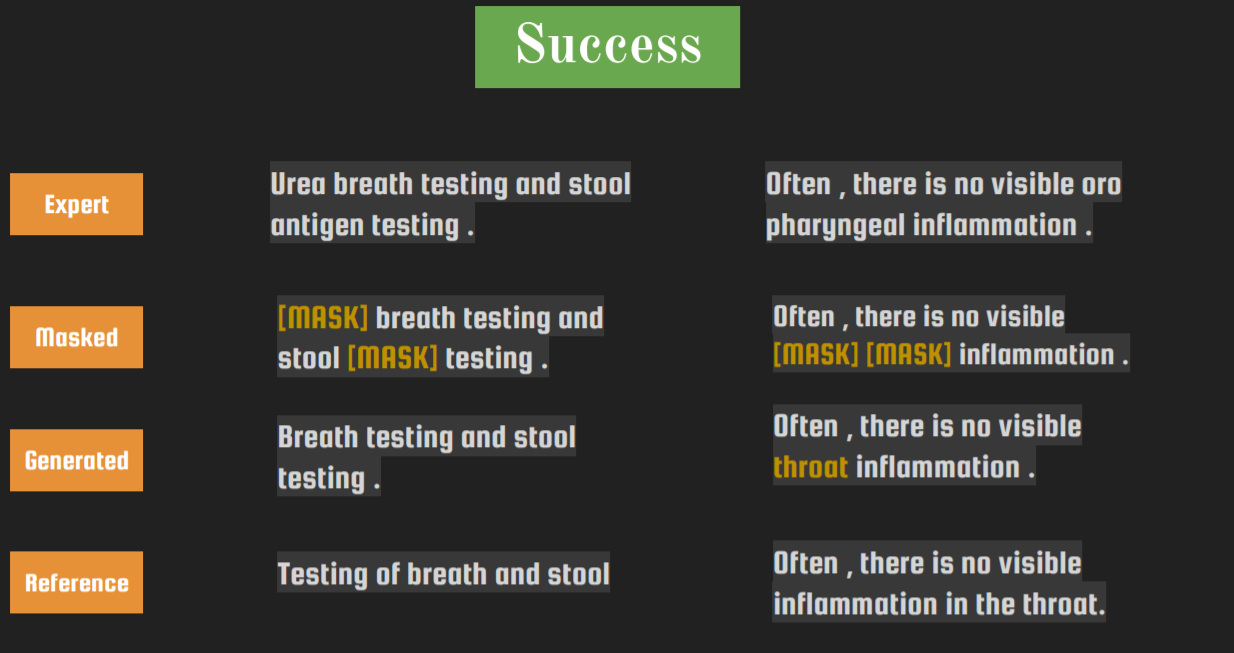 Success
Expert
Urea breath testing and stool
antigen testing .
Often , there is no visible oro
pharyngeal inflammation .
Masked
[MASK] breath testing and
stool [MASK] testing .
Often , there is no visible
[MASK] [MASK] inflammation .
Generated
Breath testing and stool
testing .
Often , there is no visible
throat inflammation .
Reference
Testing of breath and stool
Often , there is no visible
inflammation in the throat.